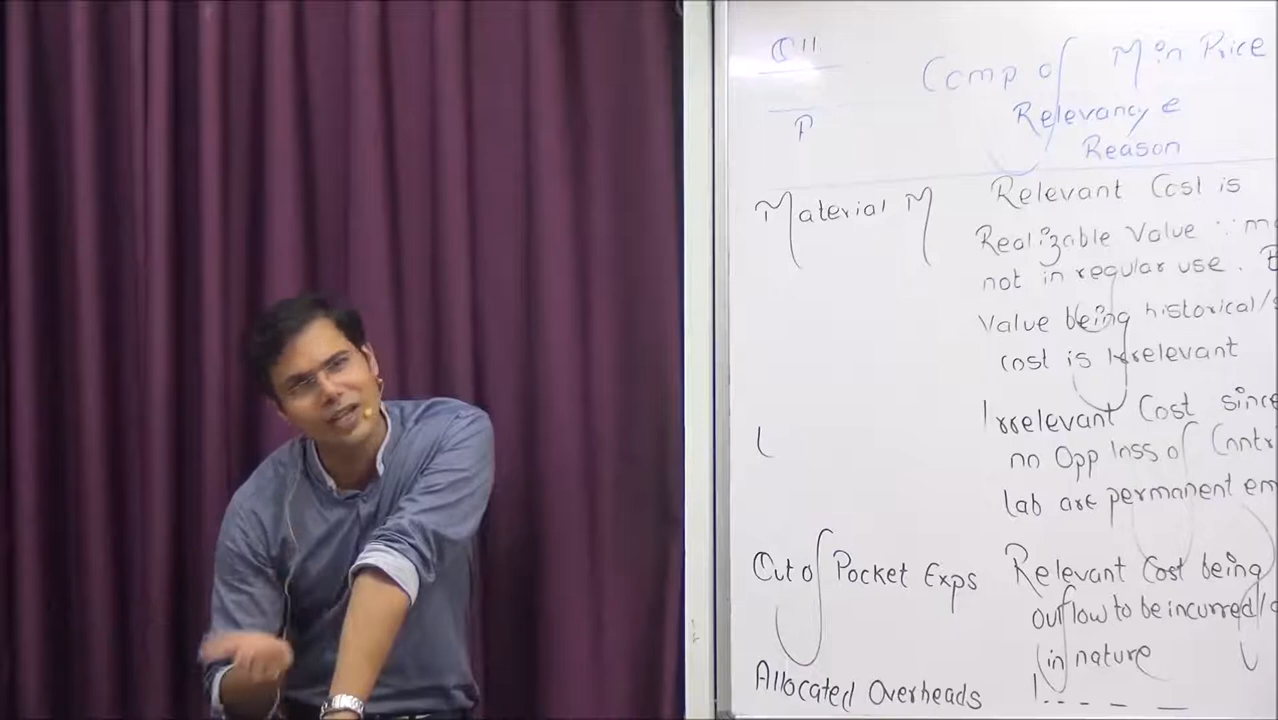 Q 11
Comp of Min Price
P
Relevancy e
Reason
Material M
Relevant Cost is
Realizable Value ∵ m
not in regular use.
Value being historical/
cost is Irrelevant
L
Irrelevant Cost since
no Opp loss of Contr
lab are permanent em
Out of Pocket Exps
Relevant Cost being
outflow to be incurred/
in nature
Allocated Overheads
I